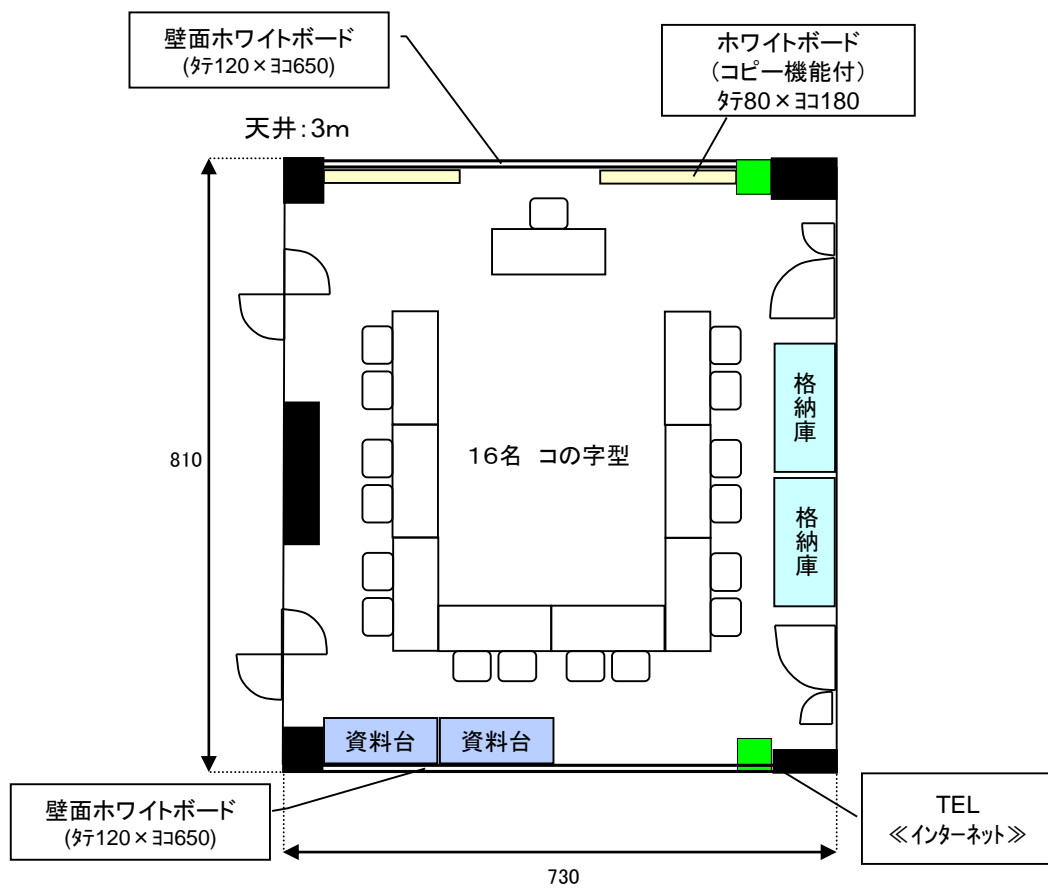 壁面ホワイトボード
(ﾀﾃ120×ﾖｺ650)
ホワイトボード
（コピー機能付）
ﾀﾃ80×ﾖｺ180
天井：3ｍ
810
16名　コの字型
格納庫
格納庫
資料台
資料台
壁面ホワイトボード
(ﾀﾃ120×ﾖｺ650)
TEL
≪ｲﾝﾀｰﾈｯﾄ≫
730